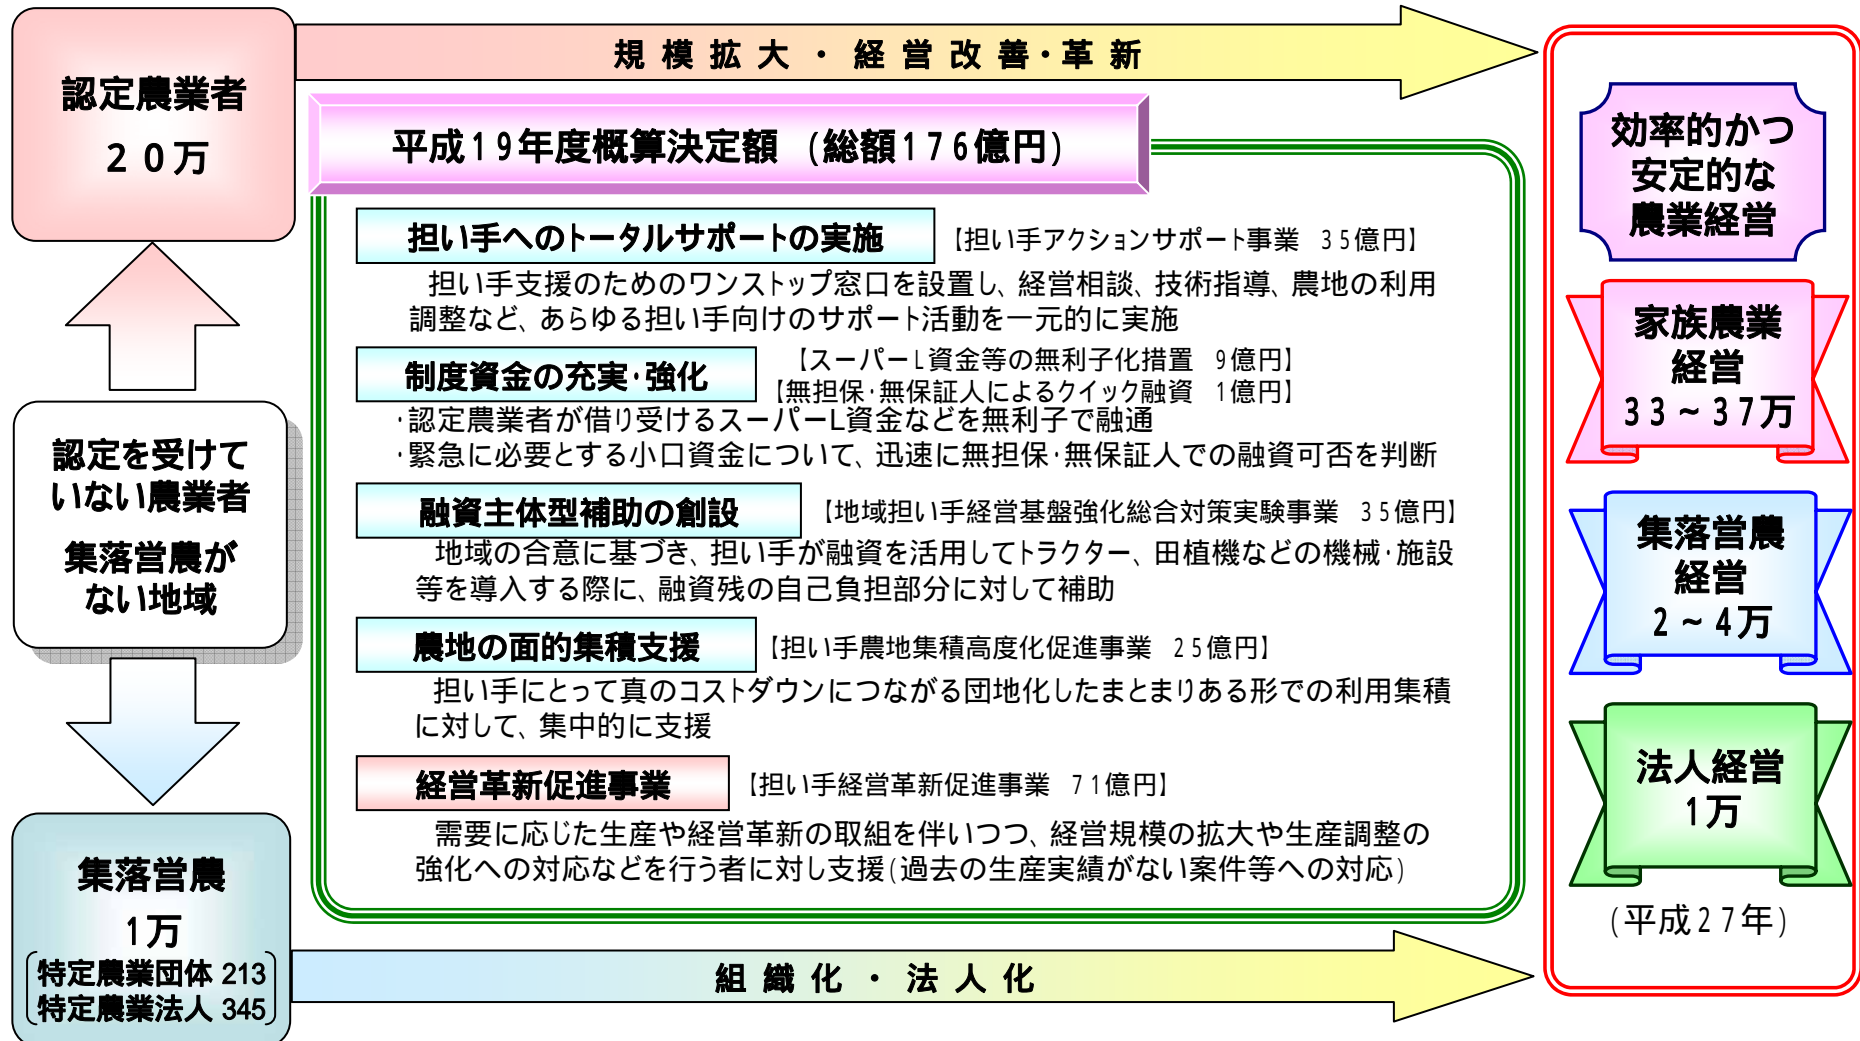 認定農業者
20万
認定を受けて
いない農業者
集落営農が
ない地域
集落営農
1万
特定農業団体 213
特定農業法人 345
規模拡大・経営改善・革新
平成19年度概算決定額 (総額176億円)
担い手へのトータルサポートの実施 【担い手アクションサポート事業 35億円】
担い手支援のためのワンストップ窓口を設置し、経営相談、技術指導、農地の利用
調整など、あらゆる担い手向けのサポート活動を一元的に実施
制度資金の充実・強化
【スーパーL資金等の無利子化措置 9億円】
【無担保・無保証人によるクイック融資 1億円】
・認定農業者が借り受けるスーパーL資金などを無利子で融通
・緊急に必要とする小口資金について、迅速に無担保・無保証人での融資可否を判断
融資主体型補助の創設 【地域担い手経営基盤強化総合対策実験事業 35億円】
地域の合意に基づき、担い手が融資を活用してトラクター、田植機などの機械・施設
等を導入する際に、融資残の自己負担部分に対して補助
農地の面的集積支援 【担い手農地集積高度化促進事業 25億円】
担い手にとって真のコストダウンにつながる団地化したまとまりある形での利用集積
に対して、集中的に支援
経営革新促進事業 【担い手経営革新促進事業 71億円】
需要に応じた生産や経営革新の取組を伴いつつ、経営規模の拡大や生産調整の
強化への対応などを行う者に対し支援(過去の生産実績がない案件等への対応)
組織化・法人化
効率的かつ
安定的な
農業経営
家族農業
経営
33~37万
集落営農
経営
2~4万
法人経営
1万
(平成27年)